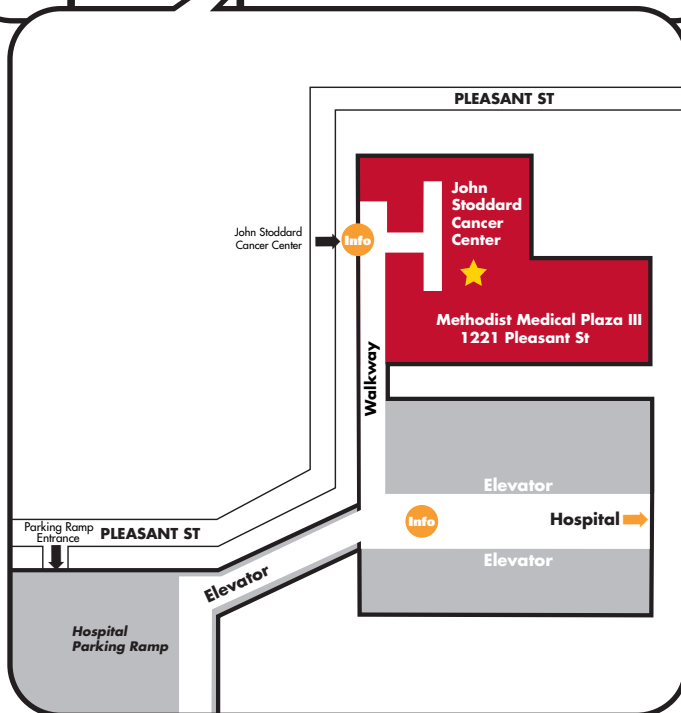 PLEASANT ST
John
Stoddard
Cancer
Center
John Stoddard
Cancer Center
Info
Methodist Medical Plaza III
1221 Pleasant St
Walkway
Elevator
Info
Hospital
Elevator
Parking Ramp
Entrance
PLEASANT ST
Elevator
Hospital
Parking Ramp